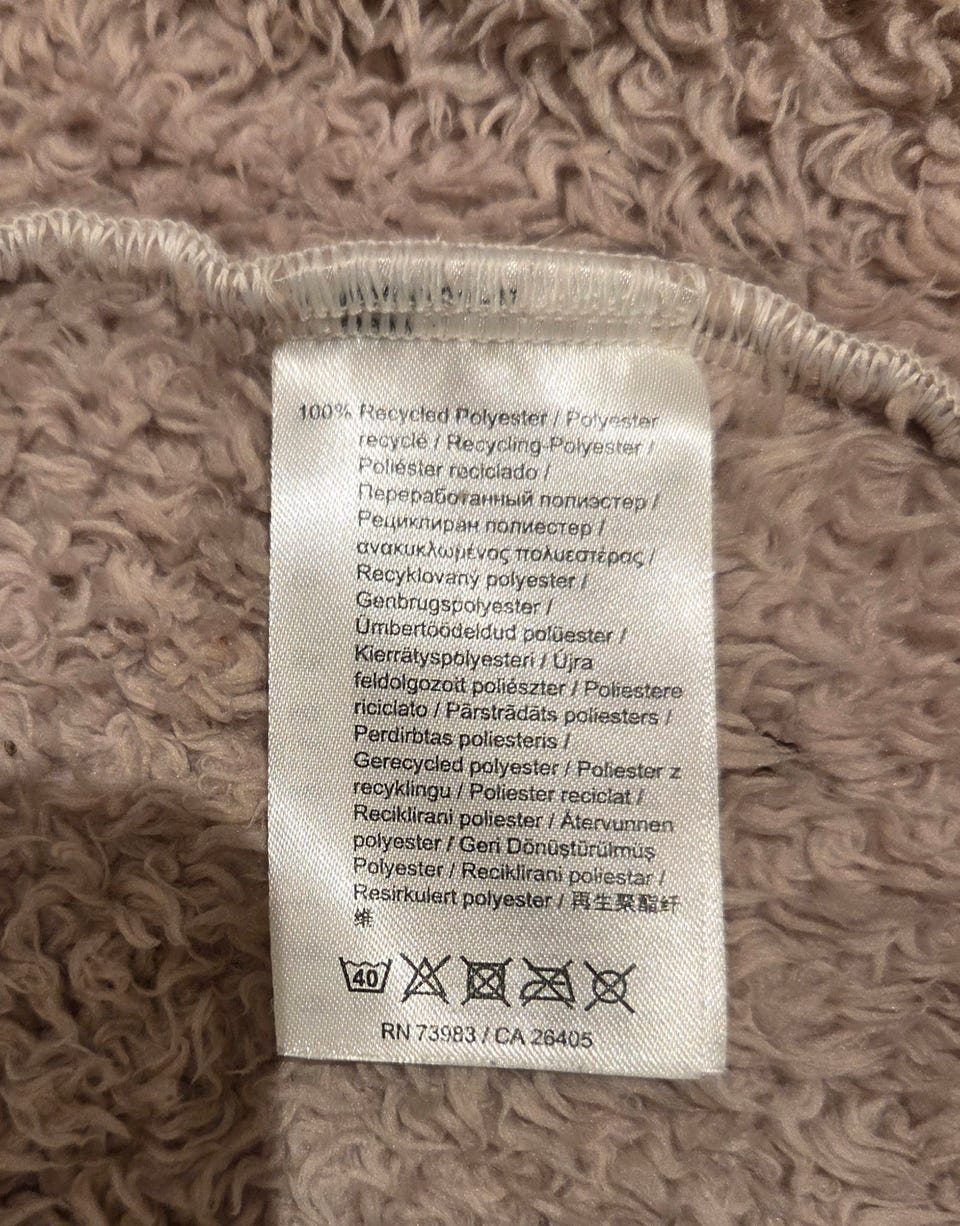 100% Recycled Polyester / Polyester
recyclé / Recycling-Polyester /
Poliéster reciclado /
Переработанный полиэстер /
Рециклиран полиестер /
ανακυκλωμένος πολυεστέρας /
Recyklovaný polyester /
Genbrugspolyester /
Ümbertöödeldud polüester /
Kierrätyspolyesteri / Újra
feldolgozott poliészter / Poliestere
riciclato / Pārstrādāts poliesters /
Perdirbtas poliesteris /
Gerecycled polyester / Poliester z
recyklingu / Poliester reciclat /
Reciklirani poliester / Återvunnen
polyester / Geri Dönüştürülmüş
Polyester / Reciklirani poliestar /
Resirkulert polyester / 再生聚酯纤
维
40
RN 73983 / CA 26405